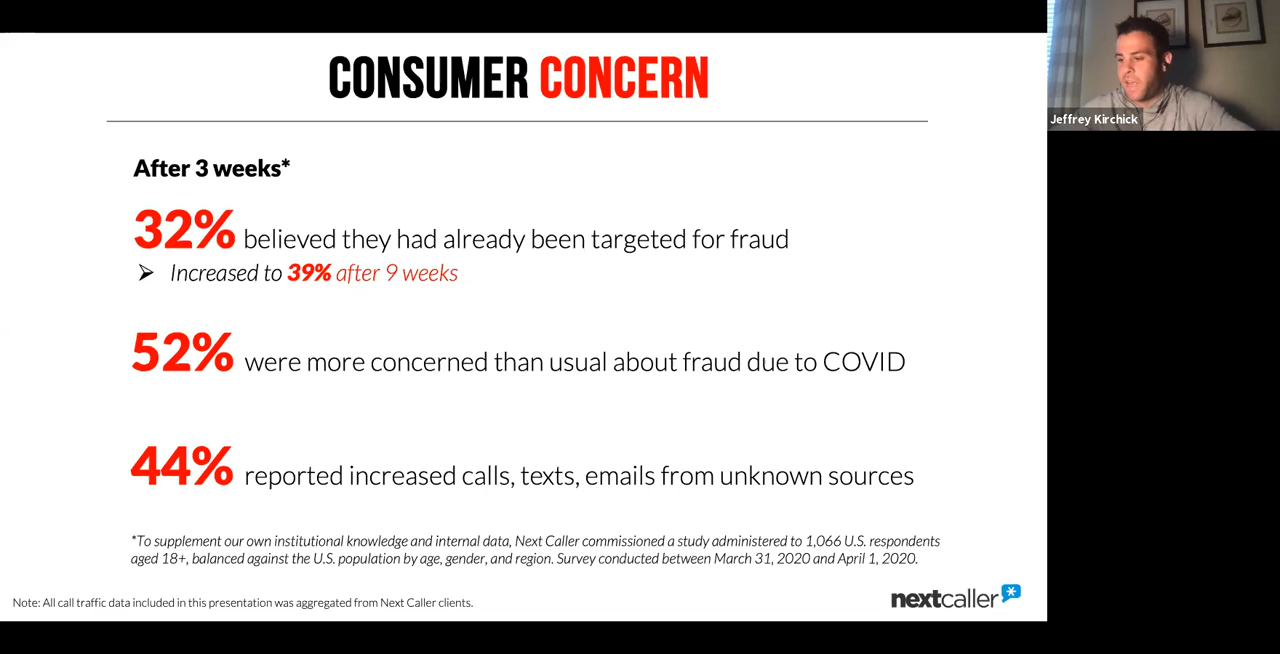 CONSUMER CONCERN
Jeffrey Kirchick
After 3 weeks*
32% believed they had already been targeted for fraud
Increased to 39% after 9 weeks
52% were more concerned than usual about fraud due to COVID
44% reported increased calls, texts, emails from unknown sources
*To supplement our own institutional knowledge and internal data, Next Caller commissioned a study administered to 1,066 U.S. respondents
aged 18+, balanced against the U.S. population by age, gender, and region. Survey conducted between March 31, 2020 and April 1, 2020.
Note: All call traffic data included in this presentation was aggregated from Next Caller clients.
nextcaller